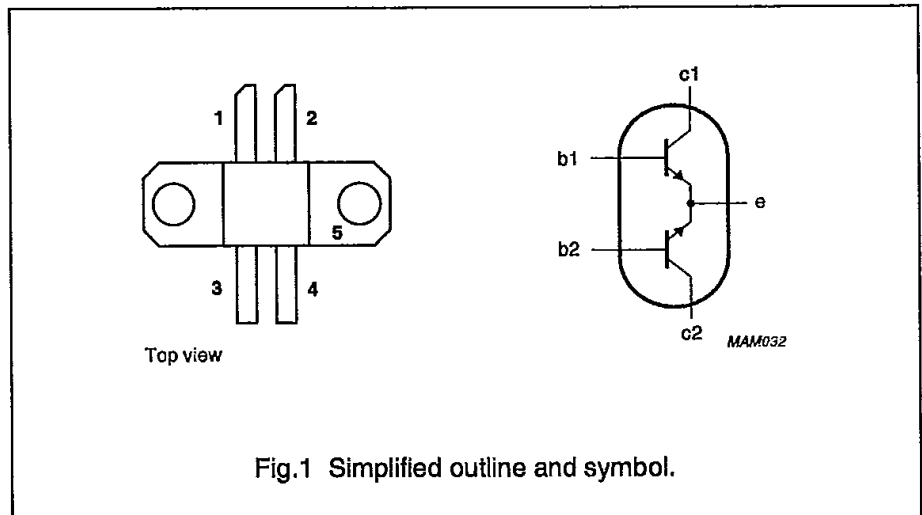 1
2
5
3
4
Top view
c1
b1
e
b2
c2
MAM032
Fig.1 Simplified outline and symbol.